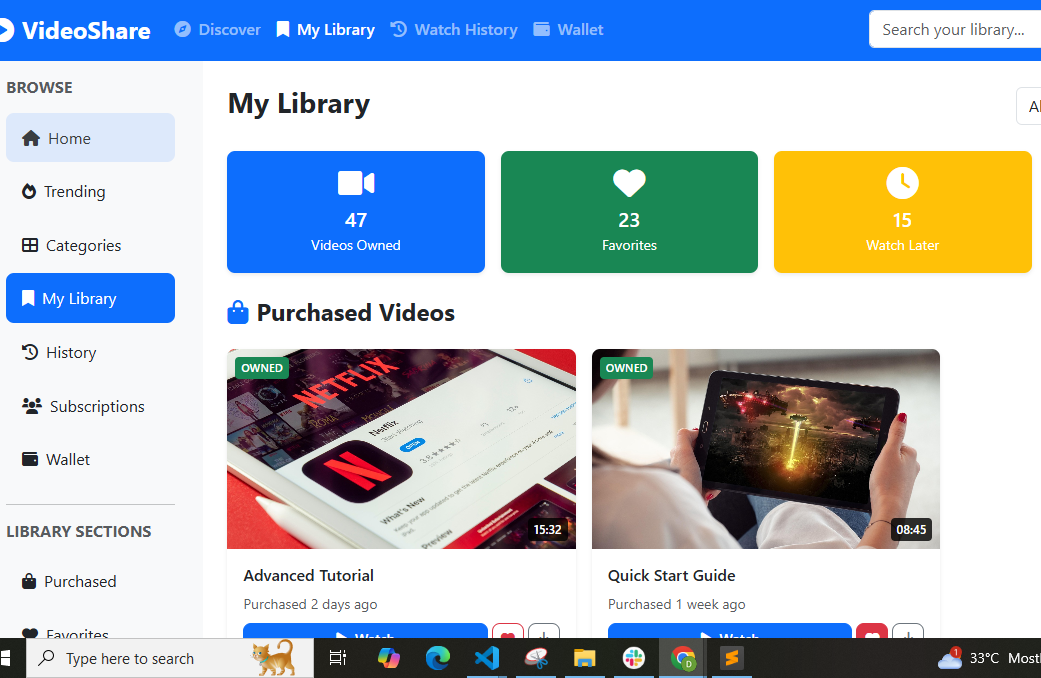 VideoShare
Discover
My Library
Watch History
Wallet
Search your library...
BROWSE
Home
Trending
Categories
My Library
History
Subscriptions
Wallet
LIBRARY SECTIONS
Purchased
Favorites
My Library
47
Videos Owned
23
Favorites
15
Watch Later
Purchased Videos
OWNED
NETFLIX
Netflix
OPEN
What's New
Preview
15:32
Advanced Tutorial
Purchased 2 days ago
Watch
OWNED
08:45
Quick Start Guide
Purchased 1 week ago
Watch
Type here to search
1
33°C